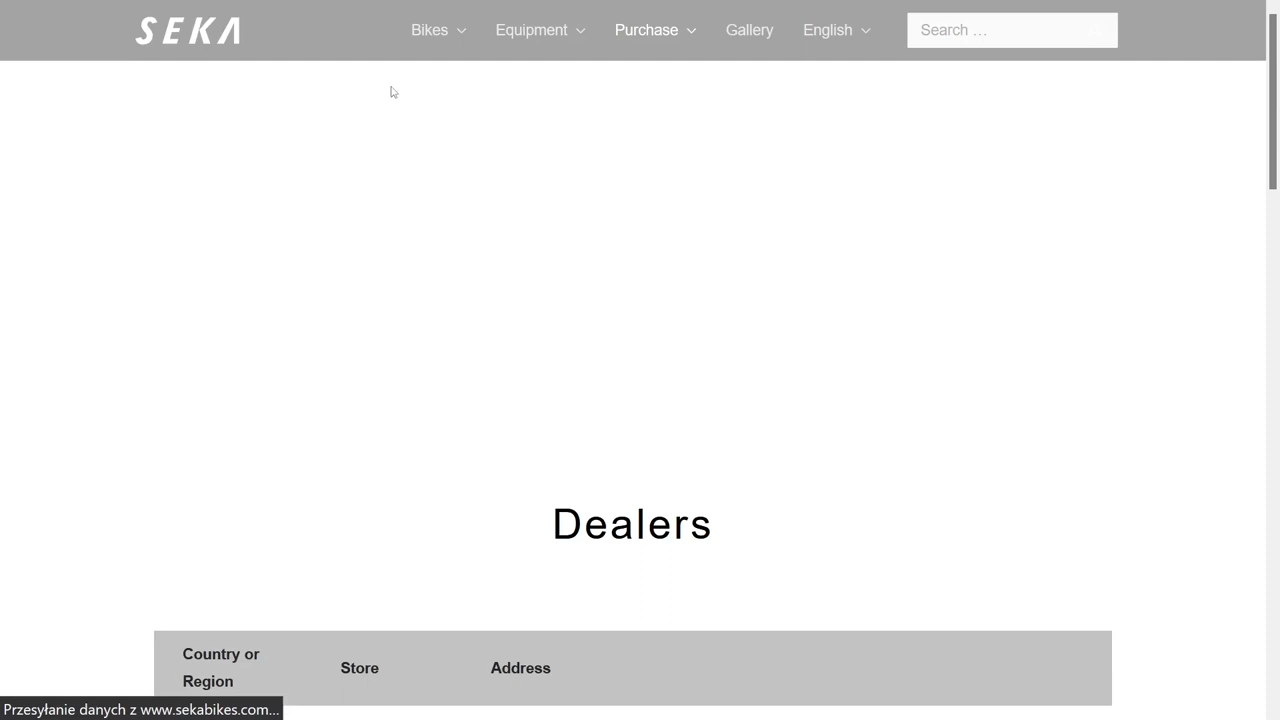 SEKA Bikes Equipment Purchase Gallery English Search …
Dealers
Country or Region Store Address
Przesyłanie danych z www.sekabikes.com...